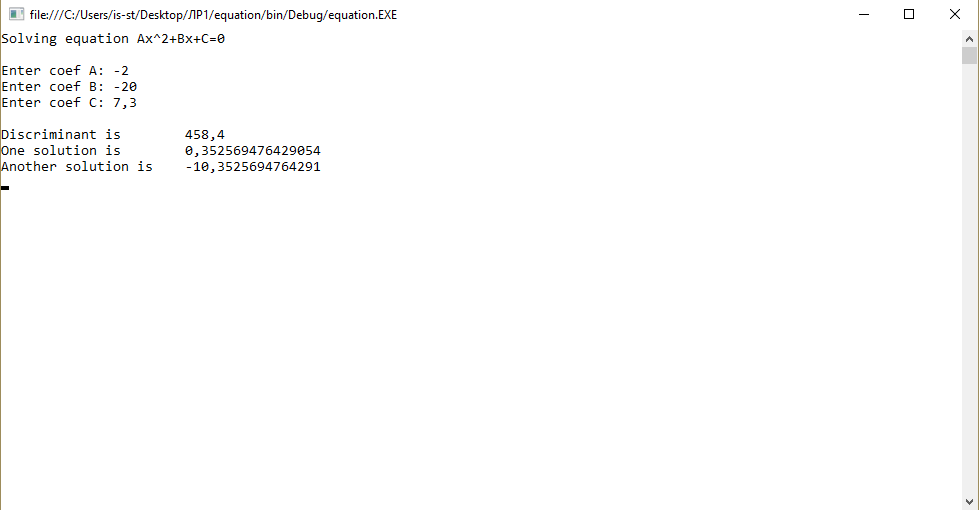 file:///C:/Users/is-st/Desktop/ЛР1/equation/bin/Debug/equation.EXE
Solving equation Ax^2+Bx+C=0
Enter coef A: -2
Enter coef B: -20
Enter coef C: 7,3
Discriminant is 458,4
One solution is 0,352569476429054
Another solution is -10,3525694764291